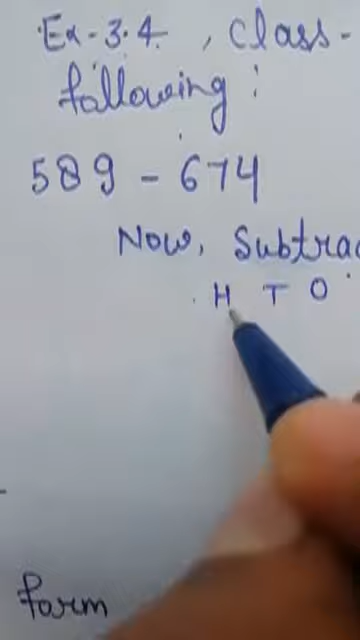 Ex-3.4, Class-
following:
589 - 674
Now, Subtrac
H T O
form